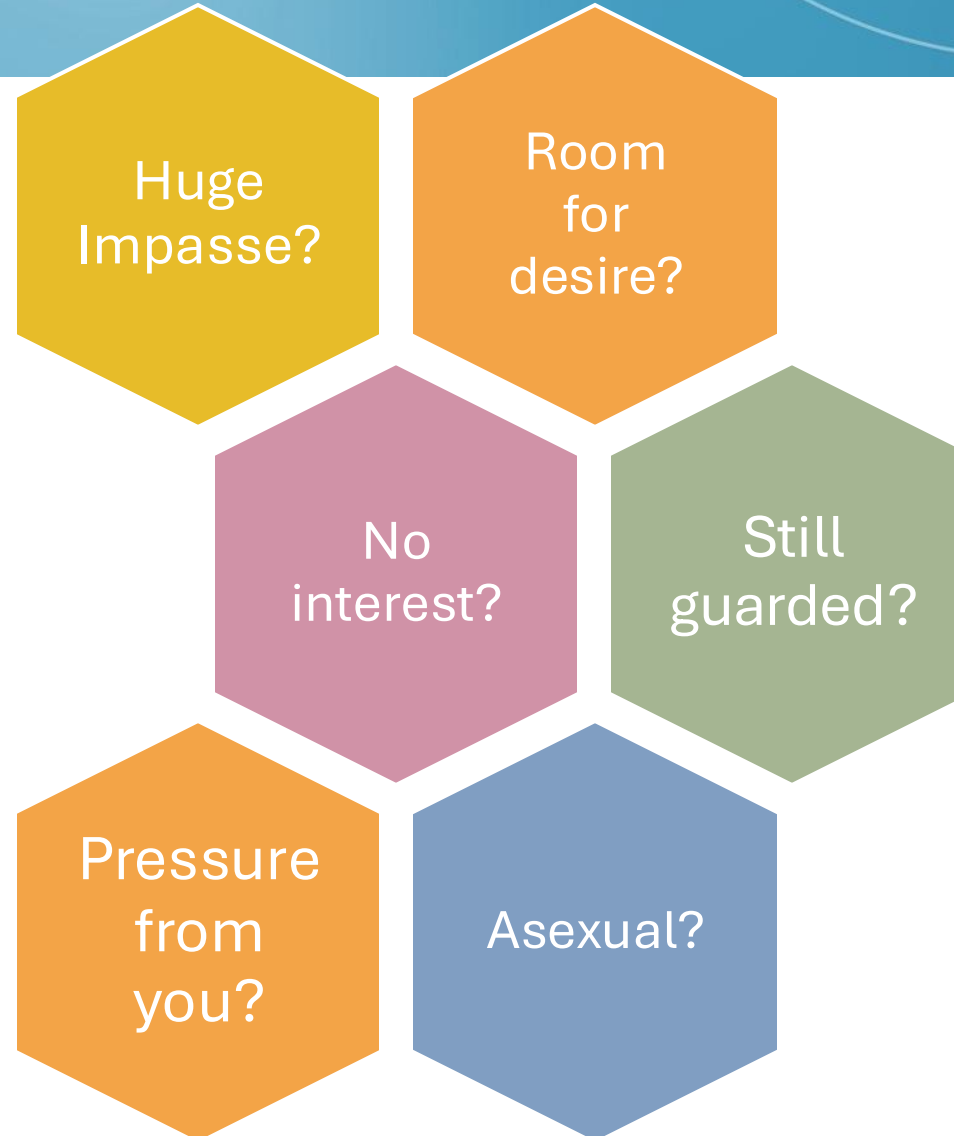 Huge
Impasse?
Room
for
desire?
No
interest?
Still
guarded?
Pressure
from
you?
Asexual?